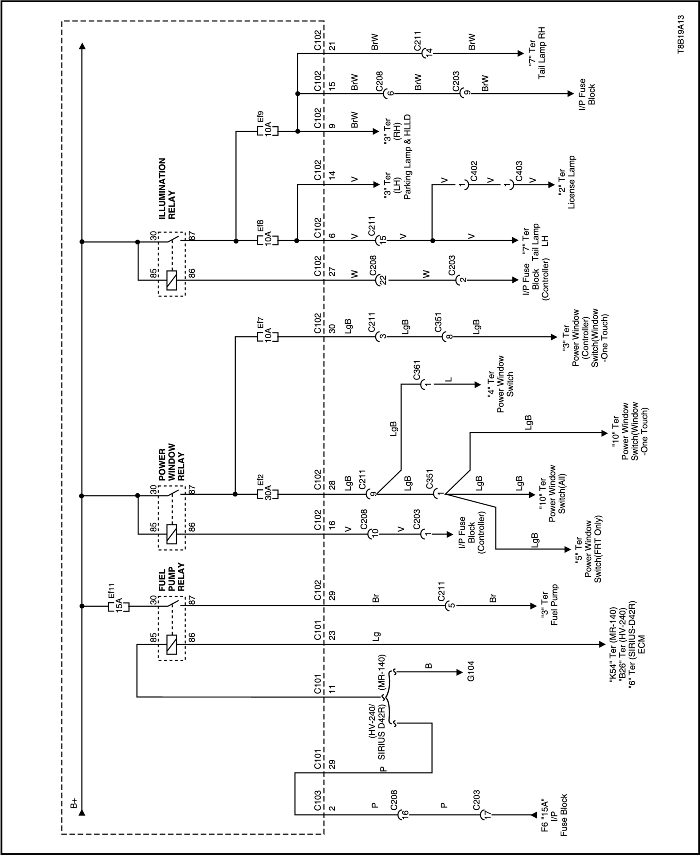 T8B19A13
B+
Ef11
15A
FUEL
PUMP
RELAY
85
30
86
87
POWER
WINDOW
RELAY
85
30
86
87
ILLUMINATION
RELAY
85
30
86
87
Ef2
30A
Ef7
10A
Ef8
10A
Ef9
10A
C103
2
P
C208
16
P
C203
17
F6 "15A"
I/P
Fuse Block
C101
29
P
C101
11
(HV-240/
SIRIUS D42R)
(MR-140)
B
G104
C101
23
Lg
"K54" Ter (MR-140)
"B26" Ter (HV-240)
"6" Ter (SIRIUS-D42R)
ECM
C102
29
Br
C211
5
Br
"3" Ter
Fuel Pump
C102
16
V
C208
10
V
C203
1
I/P Fuse
Block
(Controller)
C102
28
LgB
C211
9
LgB
C351
1
LgB
"10" Ter
Power Window
Switch(All)
LgB
"5" Ter
Power Window
Switch(FRT Only)
LgB
"10" Ter
Power Window
Switch(Window
-One Touch)
LgB
C361
1
L
"4" Ter
Power Window
Switch
C102
30
LgB
C211
3
LgB
C351
8
LgB
"3" Ter
Power Window
(Controller)
Switch(Window
-One Touch)
C102
27
W
C208
22
W
C203
2
I/P Fuse
Block
(Controller)
C102
6
V
C211
15
V
V
"7" Ter
Tail Lamp
LH
V
1
C402
V
1
C403
V
"2" Ter
License Lamp
C102
14
V
"3" Ter
(LH)
Parking Lamp & HLLD
C102
9
BrW
"3" Ter
(RH)
C102
15
BrW
C208
6
BrW
C203
9
BrW
I/P Fuse
Block
C102
21
BrW
C211
14
BrW
"7" Ter
Tail Lamp RH